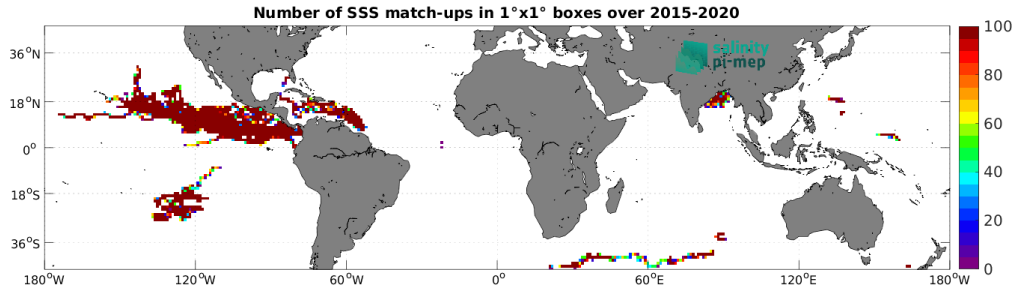 Number of SSS match-ups in 1°x1° boxes over 2015-2020
36°N
18°N
0°
18°S
36°S
180°W
120°W
60°W
0°
60°E
120°E
180°W
salinity
pi-mep
100
80
60
40
20
0